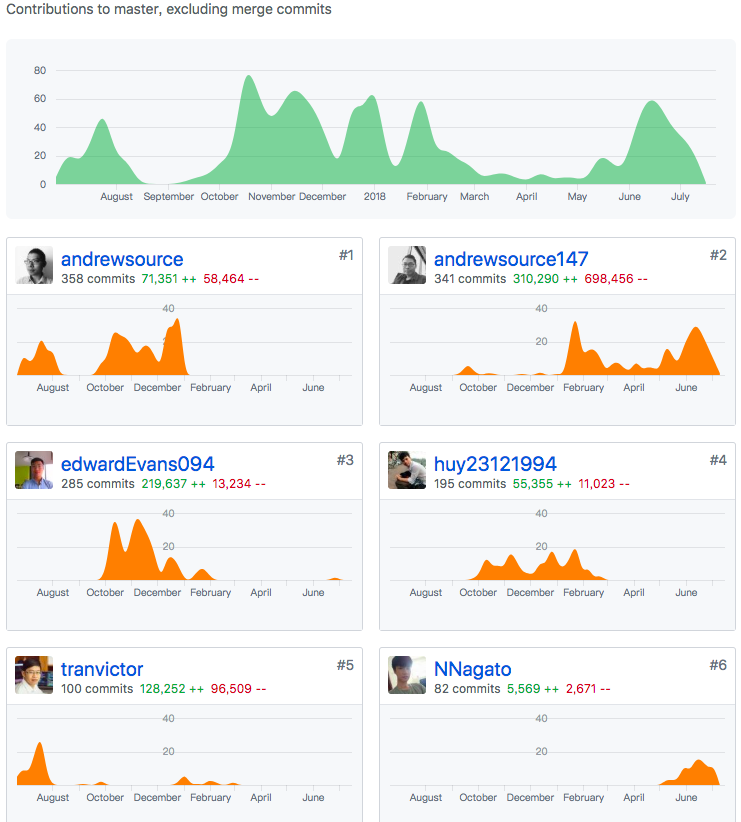 Contributions to master, excluding merge commits
80
60
40
20
0
August September October November December 2018 February March April May June July
andrewsource #1
358 commits 71,351 ++ 58,464 --
40
August October December February April June
andrewsource147 #2
341 commits 310,290 ++ 698,456 --
40
20
August October December February April June
edwardEvans094 #3
285 commits 219,637 ++ 13,234 --
40
20
August October December February April June
huy23121994 #4
195 commits 55,355 ++ 11,023 --
40
20
August October December February April June
tranvictor #5
100 commits 128,252 ++ 96,509 --
40
20
August October December February April June
NNagato #6
82 commits 5,569 ++ 2,671 --
40
20
August October December February April June